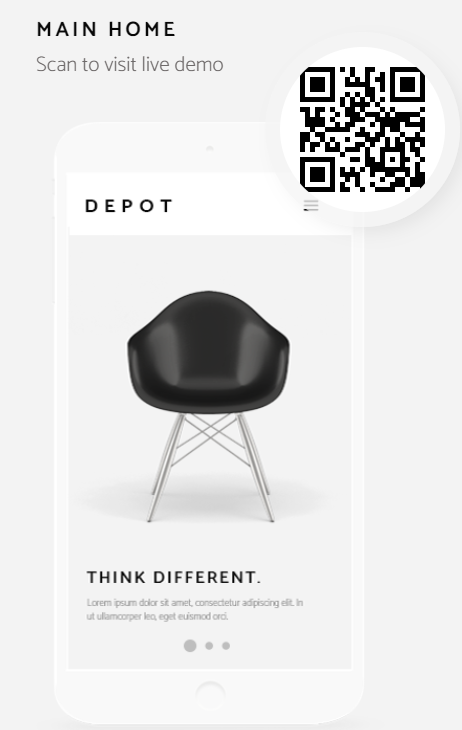 MAIN HOME
Scan to visit live demo
DEPOT
THINK DIFFERENT.
Lorem ipsum dolor sit amet, consectetur adipiscing elit. In
ut ullamcorper leo, eget euismod orci.